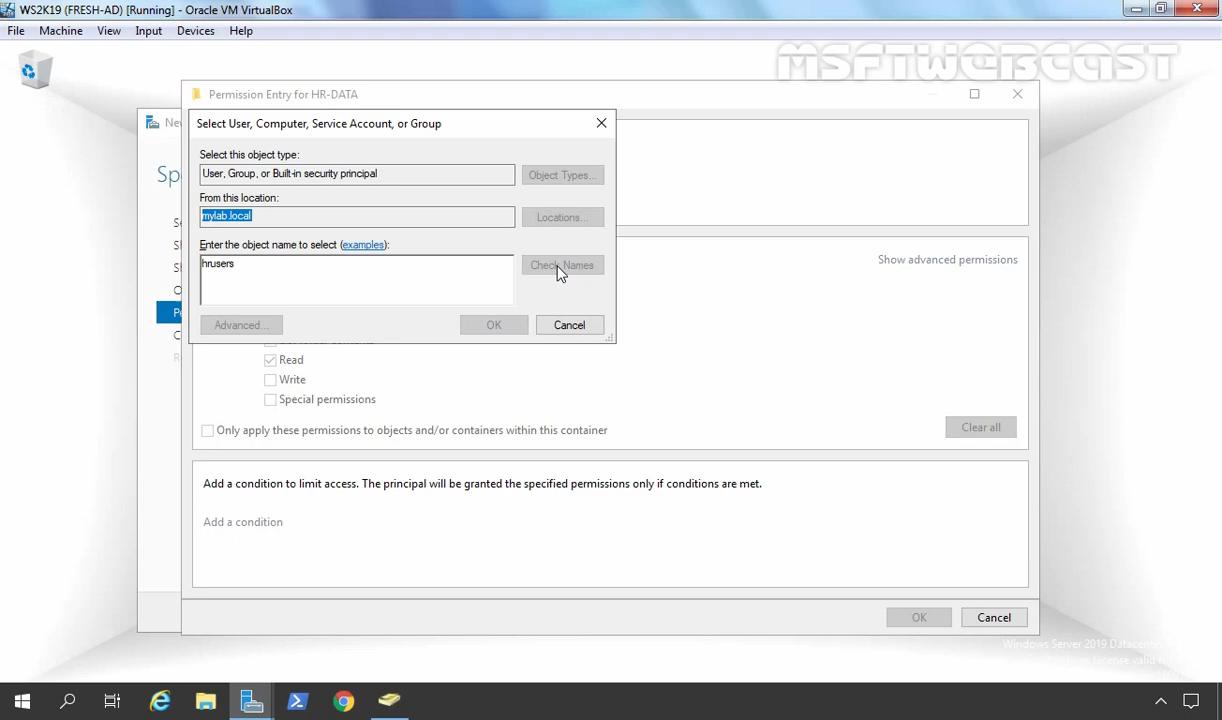 WS2K19 (FRESH-AD) [Running] - Oracle VM VirtualBox
File Machine View Input Devices Help
MSFTWEBCAST
Permission Entry for HR-DATA
Select User, Computer, Service Account, or Group
Select this object type:
User, Group, or Built-in security principal
Object Types...
From this location:
mylab.local
Locations...
Enter the object name to select (examples):
hrusers
Check Names
Advanced...
OK
Cancel
Show advanced permissions
Read
Write
Special permissions
Only apply these permissions to objects and/or containers within this container
Clear all
Add a condition to limit access. The principal will be granted the specified permissions only if conditions are met.
Add a condition
OK
Cancel
Windows Server 2019
license valid